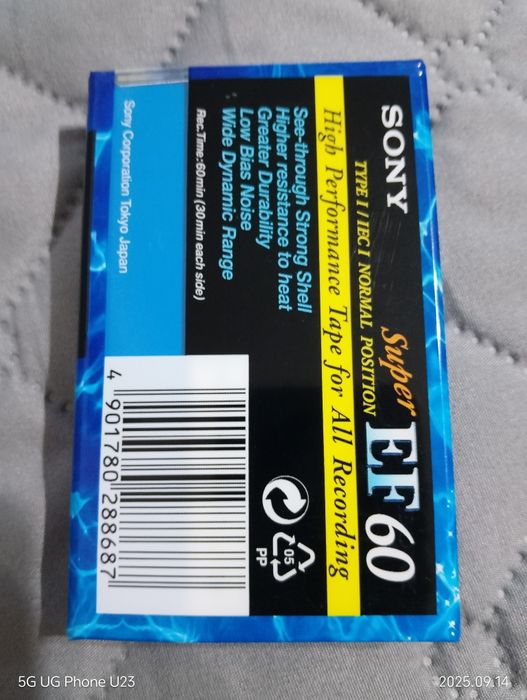 SONY
Super EF 60
TYPE I / IEC I NORMAL POSITION
High Performance Tape for All Recording
See-through Strong Shell
Higher resistance to heat
Greater Durability
Low Bias Noise
Wide Dynamic Range
Rec.Time:60min (30min each side)
05
PP
Sony Corporation Tokyo Japan
4 901780 288687
5G UG Phone U23
2025.09.14